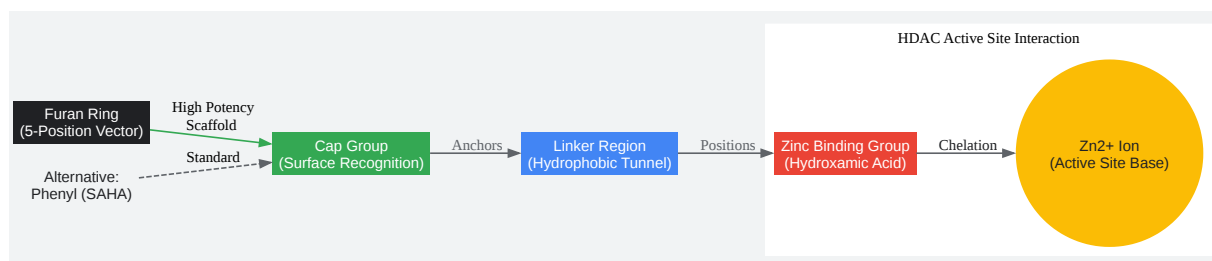 HDAC Active Site Interaction
Furan Ring
(5-Position Vector)
High Potency
Scaffold
Standard
Alternative:
Phenyl (SAHA)
Cap Group
(Surface Recognition)
Anchors
Linker Region
(Hydrophobic Tunnel)
Positions
Zinc Binding Group
(Hydroxamic Acid)
Chelation
Zn2+ Ion
(Active Site Base)